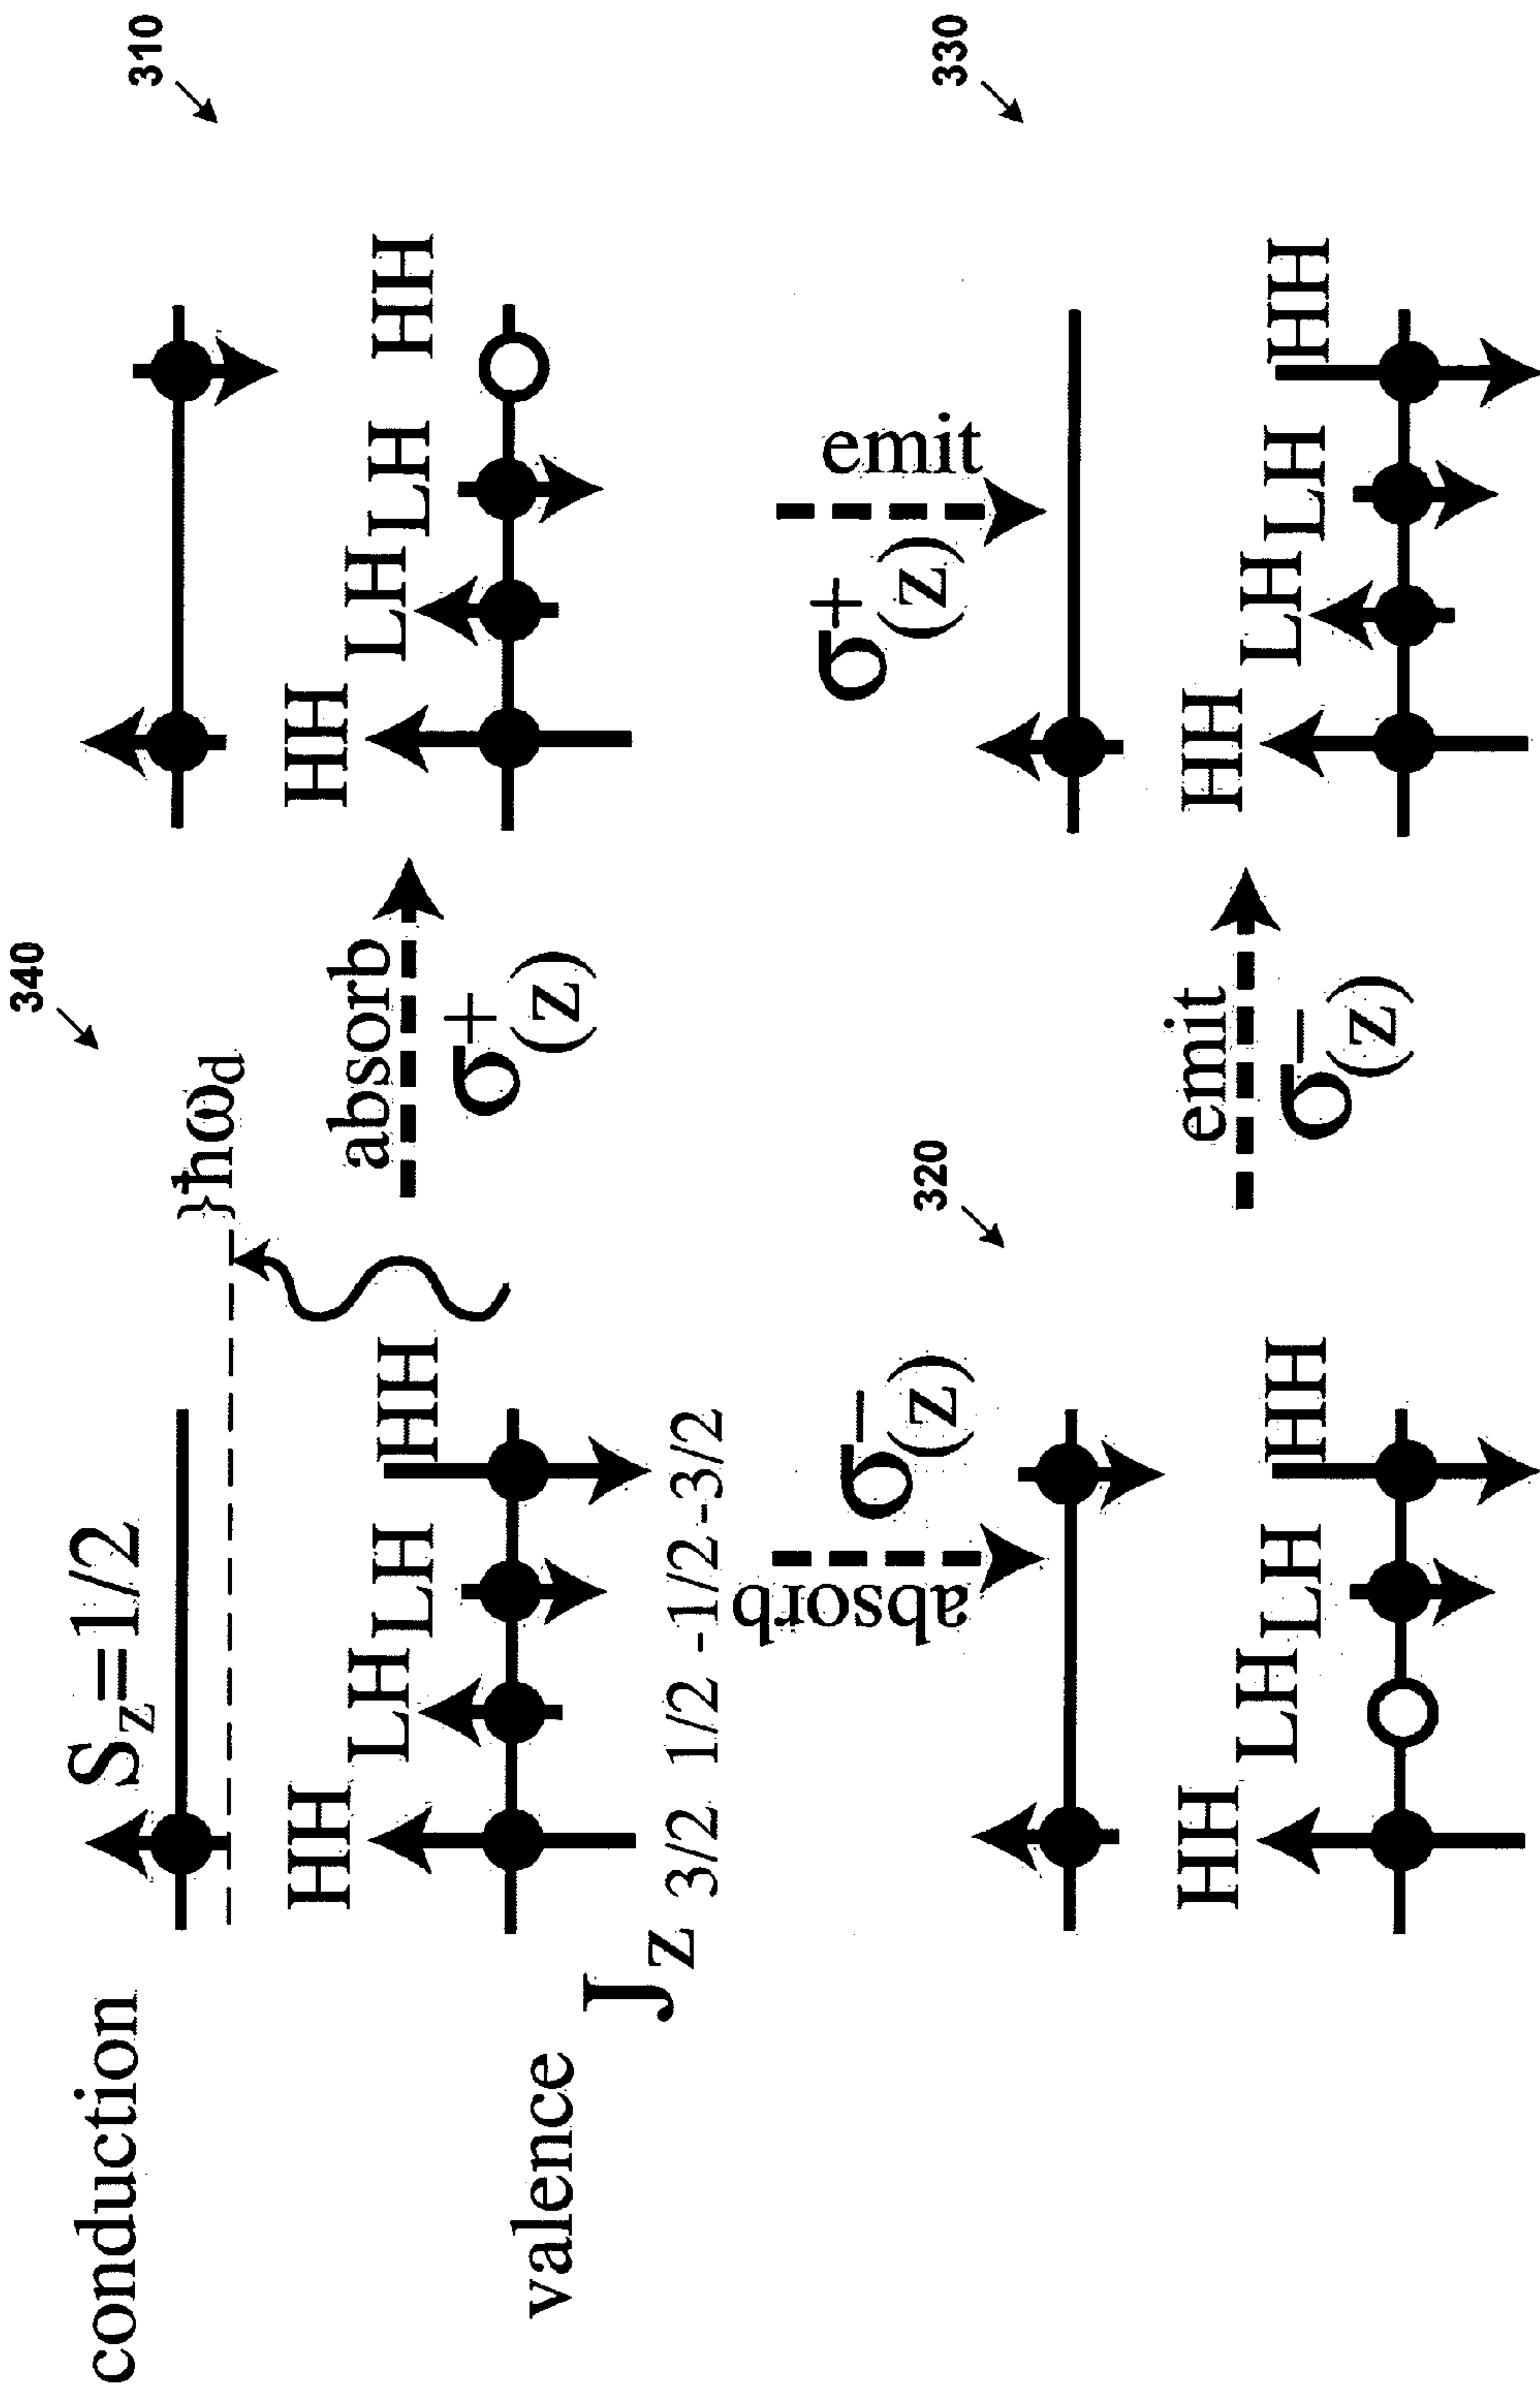 340
310
conduction
S_z=1/2
}ħω_d
HH LH LH HH
absorb
σ⁺(z)
HH LH LH HH
valence
J_z 3/2 1/2 -1/2 -3/2
absorb
σ⁻(z)
σ⁺(z)
emit
320
330
HH LH LH HH
emit
σ⁻(z)
HH LH LH HH